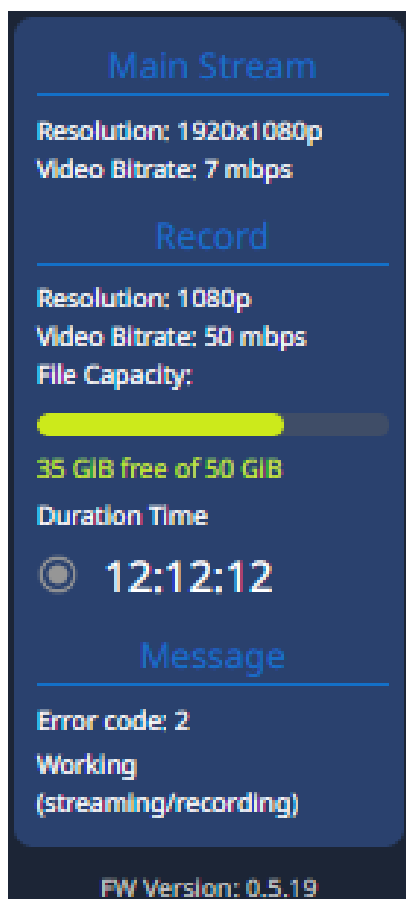 Main Stream
Resolution: 1920x1080p
Video Bitrate: 7 mbps
Record
Resolution: 1080p
Video Bitrate: 50 mbps
File Capacity:
35 GiB free of 50 GiB
Duration Time
12:12:12
Message
Error code: 2
Working
(streaming/recording)
FW Version: 0.5.19